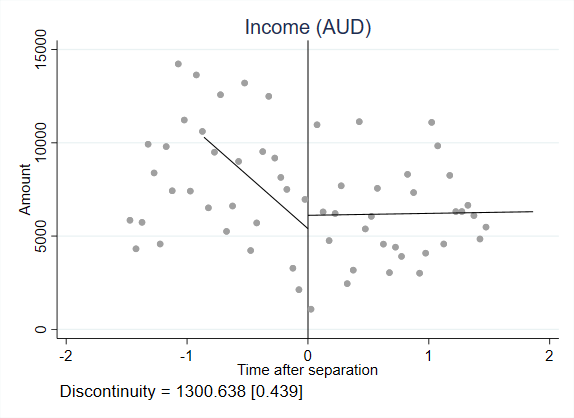 Income (AUD)
15000
10000
5000
0
Amount
-2 -1 0 1 2
Time after separation
Discontinuity = 1300.638 [0.439]